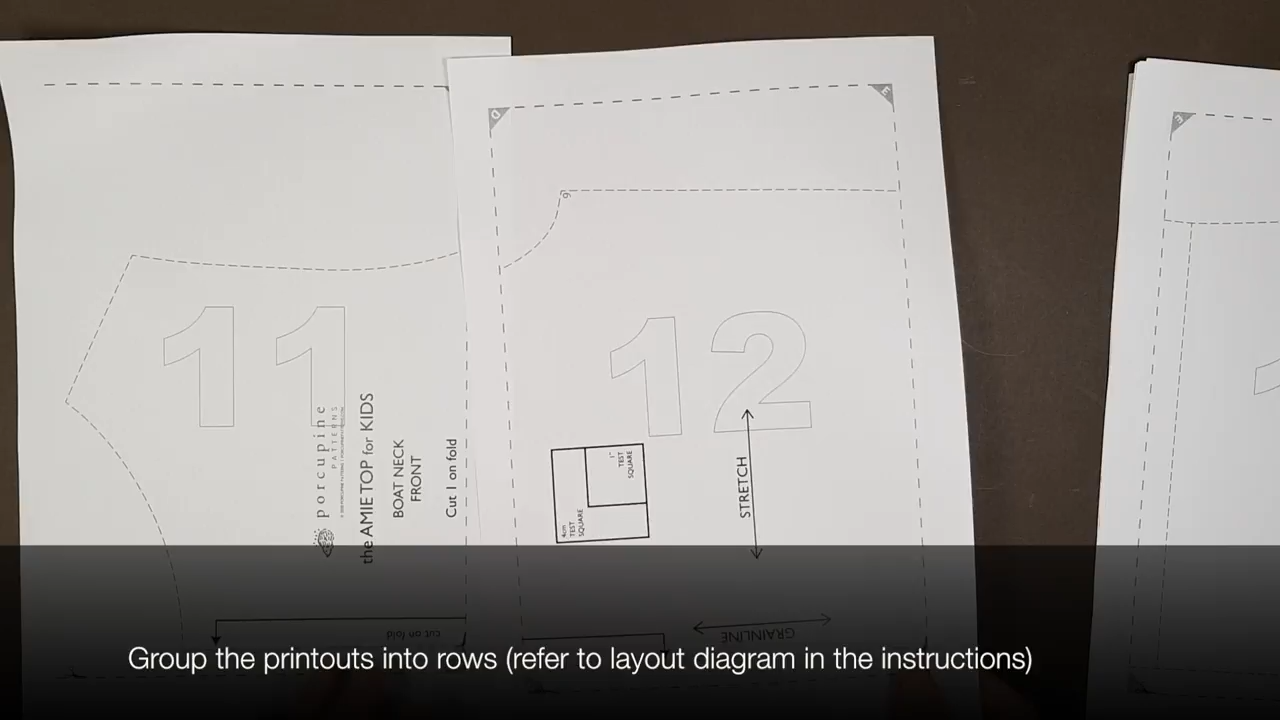 11
12
D
E
E
6
porcupine
PATTERNS
the AMIE TOP for KIDS
BOAT NECK
FRONT
Cut 1 on fold
cut on fold
4cm
TEST
SQUARE
1"
TEST
SQUARE
STRETCH
GRAINLINE
Group the printouts into rows (refer to layout diagram in the instructions)